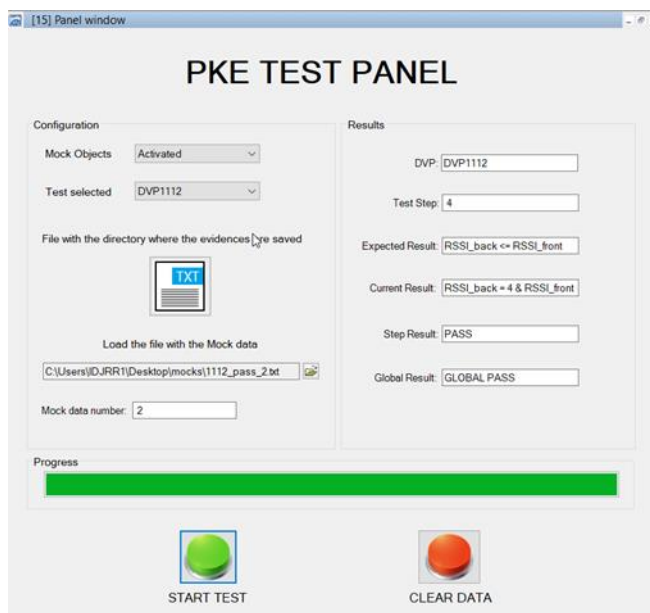 [15] Panel window
PKE TEST PANEL
Configuration
Mock Objects Activated
Test selected DVP1112
File with the directory where the evidences are saved
TXT
Load the file with the Mock data
C:\Users\IDJRR1\Desktop\mocks\1112_pass_2.txt
Mock data number: 2
Results
DVP: DVP1112
Test Step: 4
Expected Result: RSSI_back <= RSSI_front
Current Result: RSSI_back = 4 & RSSI_front
Step Result: PASS
Global Result: GLOBAL PASS
Progress
START TEST
CLEAR DATA